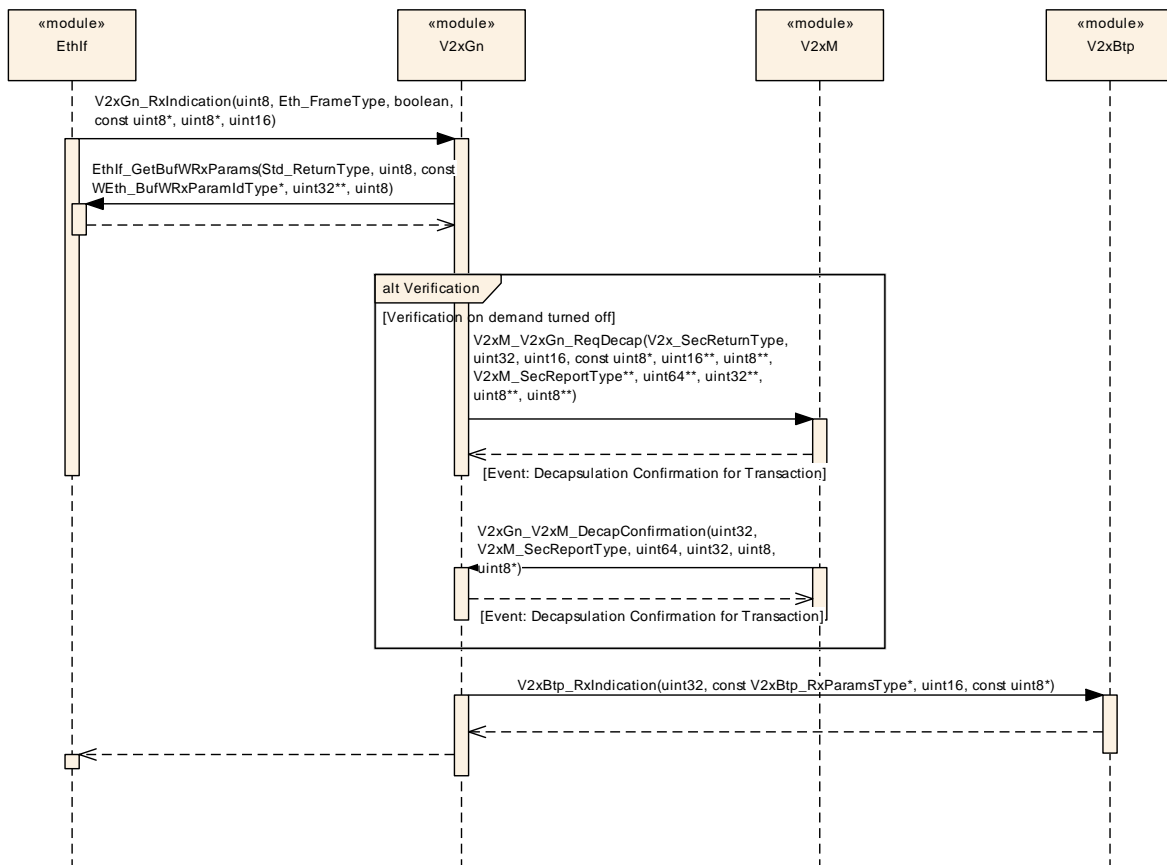 «module»
EthIf
«module»
V2xGn
«module»
V2xM
«module»
V2xBtp
V2xGn_RxIndication(uint8, Eth_FrameType, boolean,
const uint8*, uint8*, uint16)
EthIf_GetBufWRxParams(Std_ReturnType, uint8, const
WEth_BufWRxParamIdType*, uint32**, uint8)
alt Verification
[Verification on demand turned off]
V2xM_V2xGn_ReqDecap(V2x_SecReturnType,
uint32, uint16, const uint8*, uint16**, uint8**,
V2xM_SecReportType**, uint64**, uint32**,
uint8**, uint8**)
[Event: Decapsulation Confirmation for Transaction]
V2xGn_V2xM_DecapConfirmation(uint32,
V2xM_SecReportType, uint64, uint32, uint8,
uint8*)
[Event: Decapsulation Confirmation for Transaction]
V2xBtp_RxIndication(uint32, const V2xBtp_RxParamsType*, uint16, const uint8*)